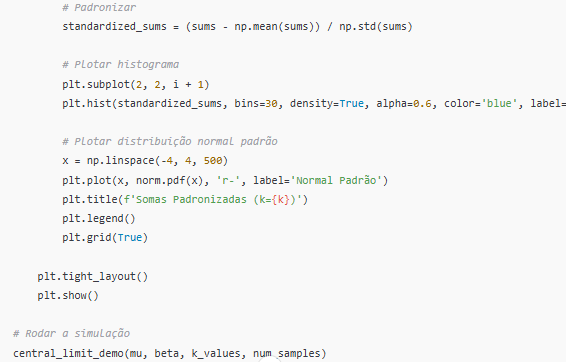 # Padronizar
standardized_sums = (sums - np.mean(sums)) / np.std(sums)
# Plotar histograma
plt.subplot(2, 2, i + 1)
plt.hist(standardized_sums, bins=30, density=True, alpha=0.6, color='blue', label=
# Plotar distribuição normal padrão
x = np.linspace(-4, 4, 500)
plt.plot(x, norm.pdf(x), 'r-', label='Normal Padrão')
plt.title(f'Somas Padronizadas (k={k})')
plt.legend()
plt.grid(True)
plt.tight_layout()
plt.show()
# Rodar a simulação
central_limit_demo(mu, beta, k_values, num_samples)